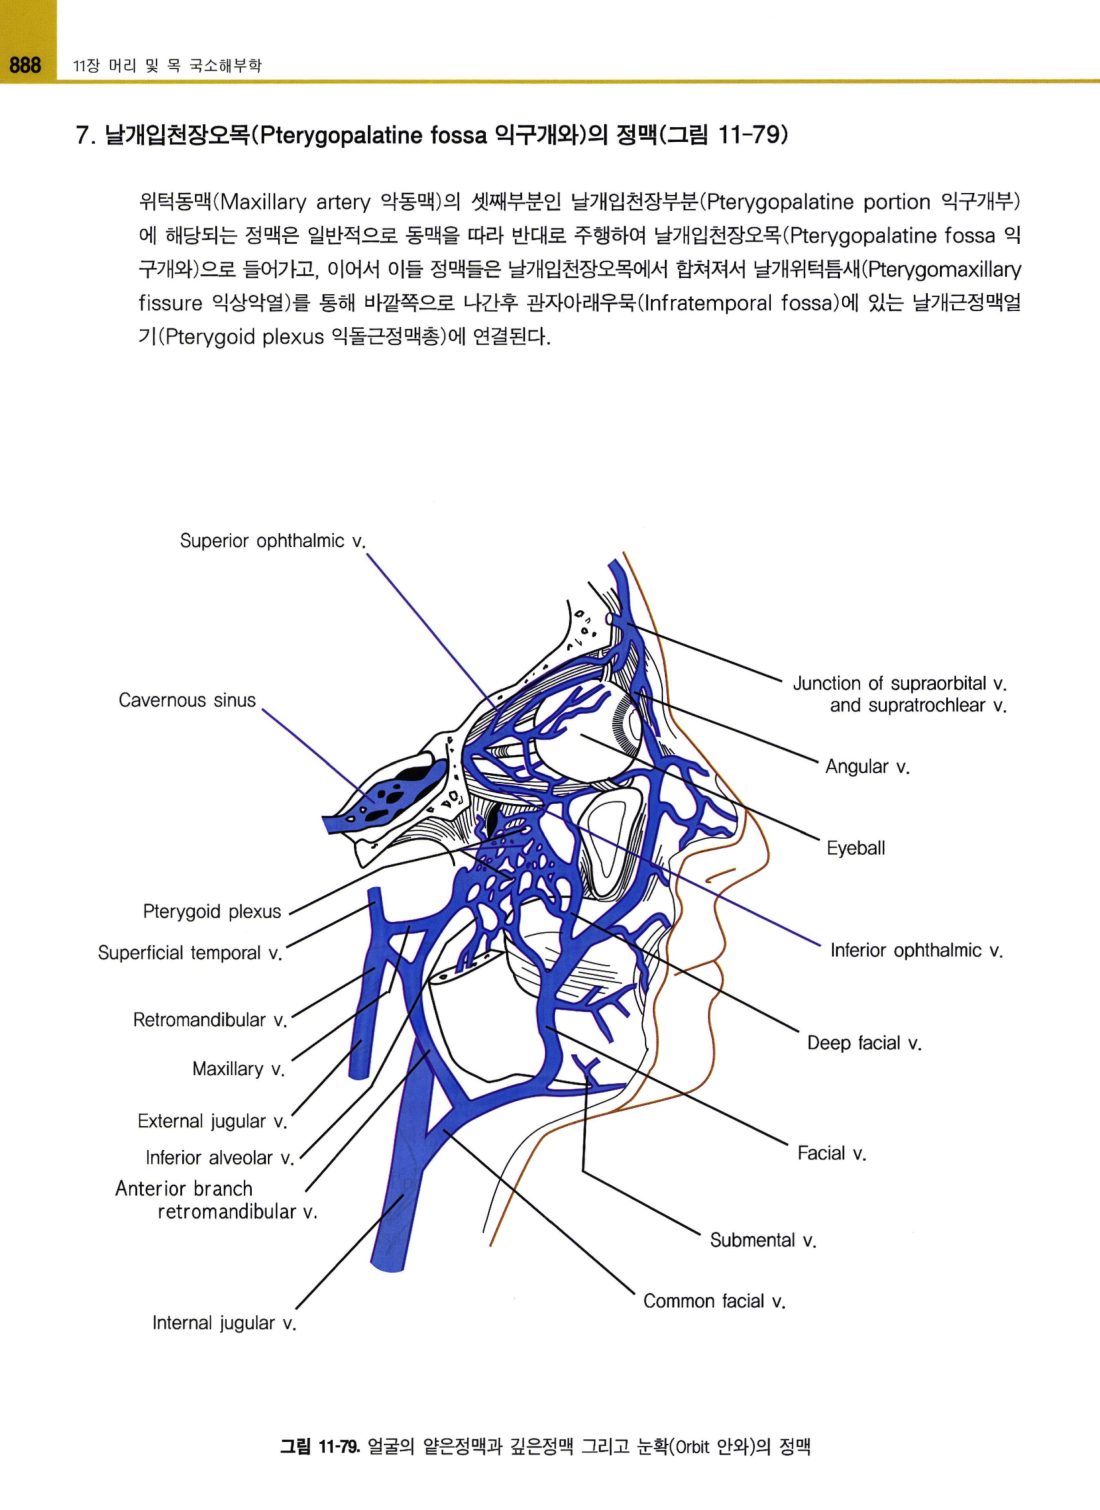 888
11장 머리 및 목 국소해부학
7. 날개입천장오목(Pterygopalatine fossa 익구개와)의 정맥(그림 11-79)
위턱동맥(Maxillary artery 악동맥)의 셋째부분인 날개입천장부분(Pterygopalatine portion 익구개부)
에 해당되는 정맥은 일반적으로 동맥을 따라 반대로 주행하여 날개입천장오목(Pterygopalatine fossa 익
구개와)으로 들어가고, 이어서 이들 정맥들은 날개입천장오목에서 합쳐져서 날개위턱틈새(Pterygomaxillary
fissure 익상악열)를 통해 바깥쪽으로 나간후 관자아래우묵(Infratemporal fossa)에 있는 날개근정맥얼
기(Pterygoid plexus 익돌근정맥총)에 연결된다.
Superior ophthalmic v.
Cavernous sinus
Junction of supraorbital v.
and supratrochlear v.
Angular v.
Eyeball
Pterygoid plexus
Superficial temporal v.
Inferior ophthalmic v.
Retromandibular v.
Deep facial v.
Maxillary v.
External jugular v.
Inferior alveolar v.
Facial v.
Anterior branch
retromandibular v.
Submental v.
Common facial v.
Internal jugular v.
그림 11-79. 얼굴의 얕은정맥과 깊은정맥 그리고 눈확(Orbit 안와)의 정맥